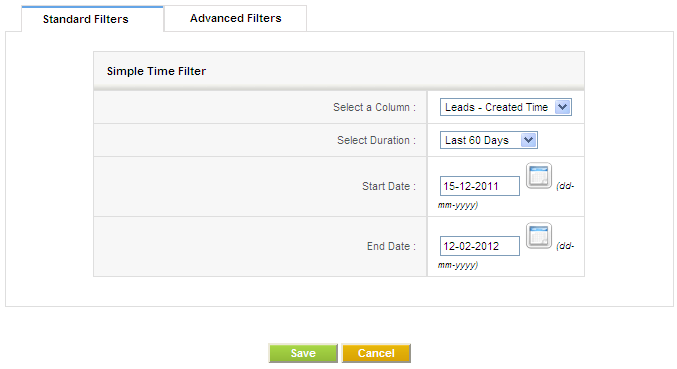 Standard Filters Advanced Filters
Simple Time Filter
Select a Column : Leads - Created Time
Select Duration : Last 60 Days
Start Date : 15-12-2011 (dd-
mm-yyyy)
End Date : 12-02-2012 (dd-
mm-yyyy)
Save Cancel